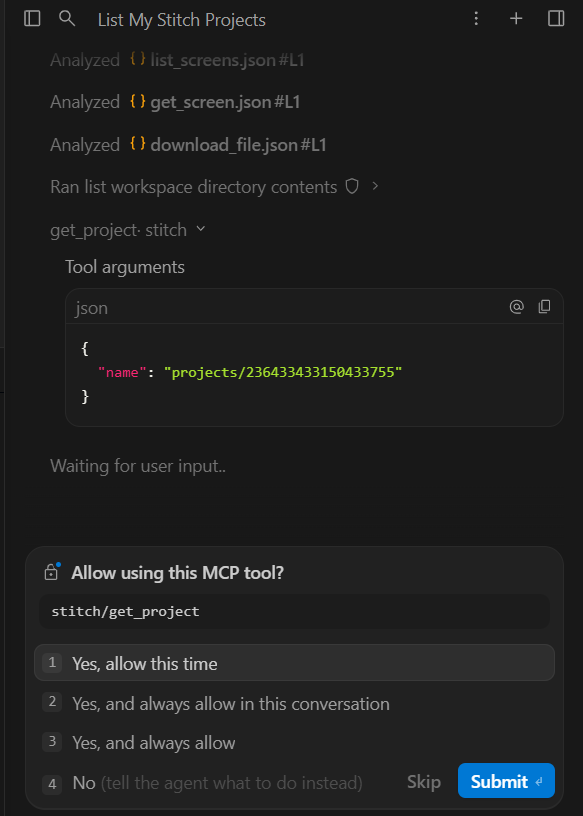 List My Stitch Projects
Analyzed {} list_screens.json#L1
Analyzed {} get_screen.json#L1
Analyzed {} download_file.json#L1
Ran list workspace directory contents
get_project· stitch
Tool arguments
json
{
"name": "projects/236433433150433755"
}
Waiting for user input..
Allow using this MCP tool?
stitch/get_project
1 Yes, allow this time
2 Yes, and always allow in this conversation
3 Yes, and always allow
4 No (tell the agent what to do instead) Skip Submit